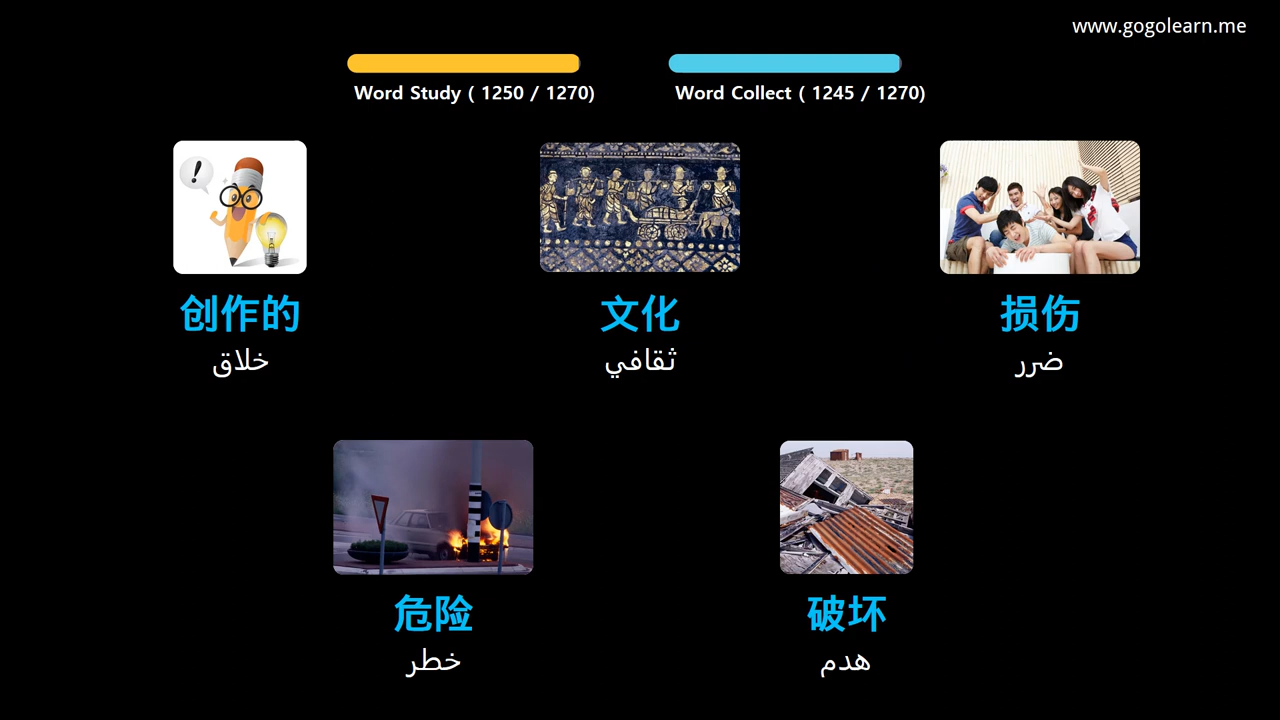 www.gogolearn.me
Word Study ( 1250 / 1270)
Word Collect ( 1245 / 1270)
!
创作的
خلاق
文化
ثقافي
损伤
ضرر
危险
خطر
破坏
هدم